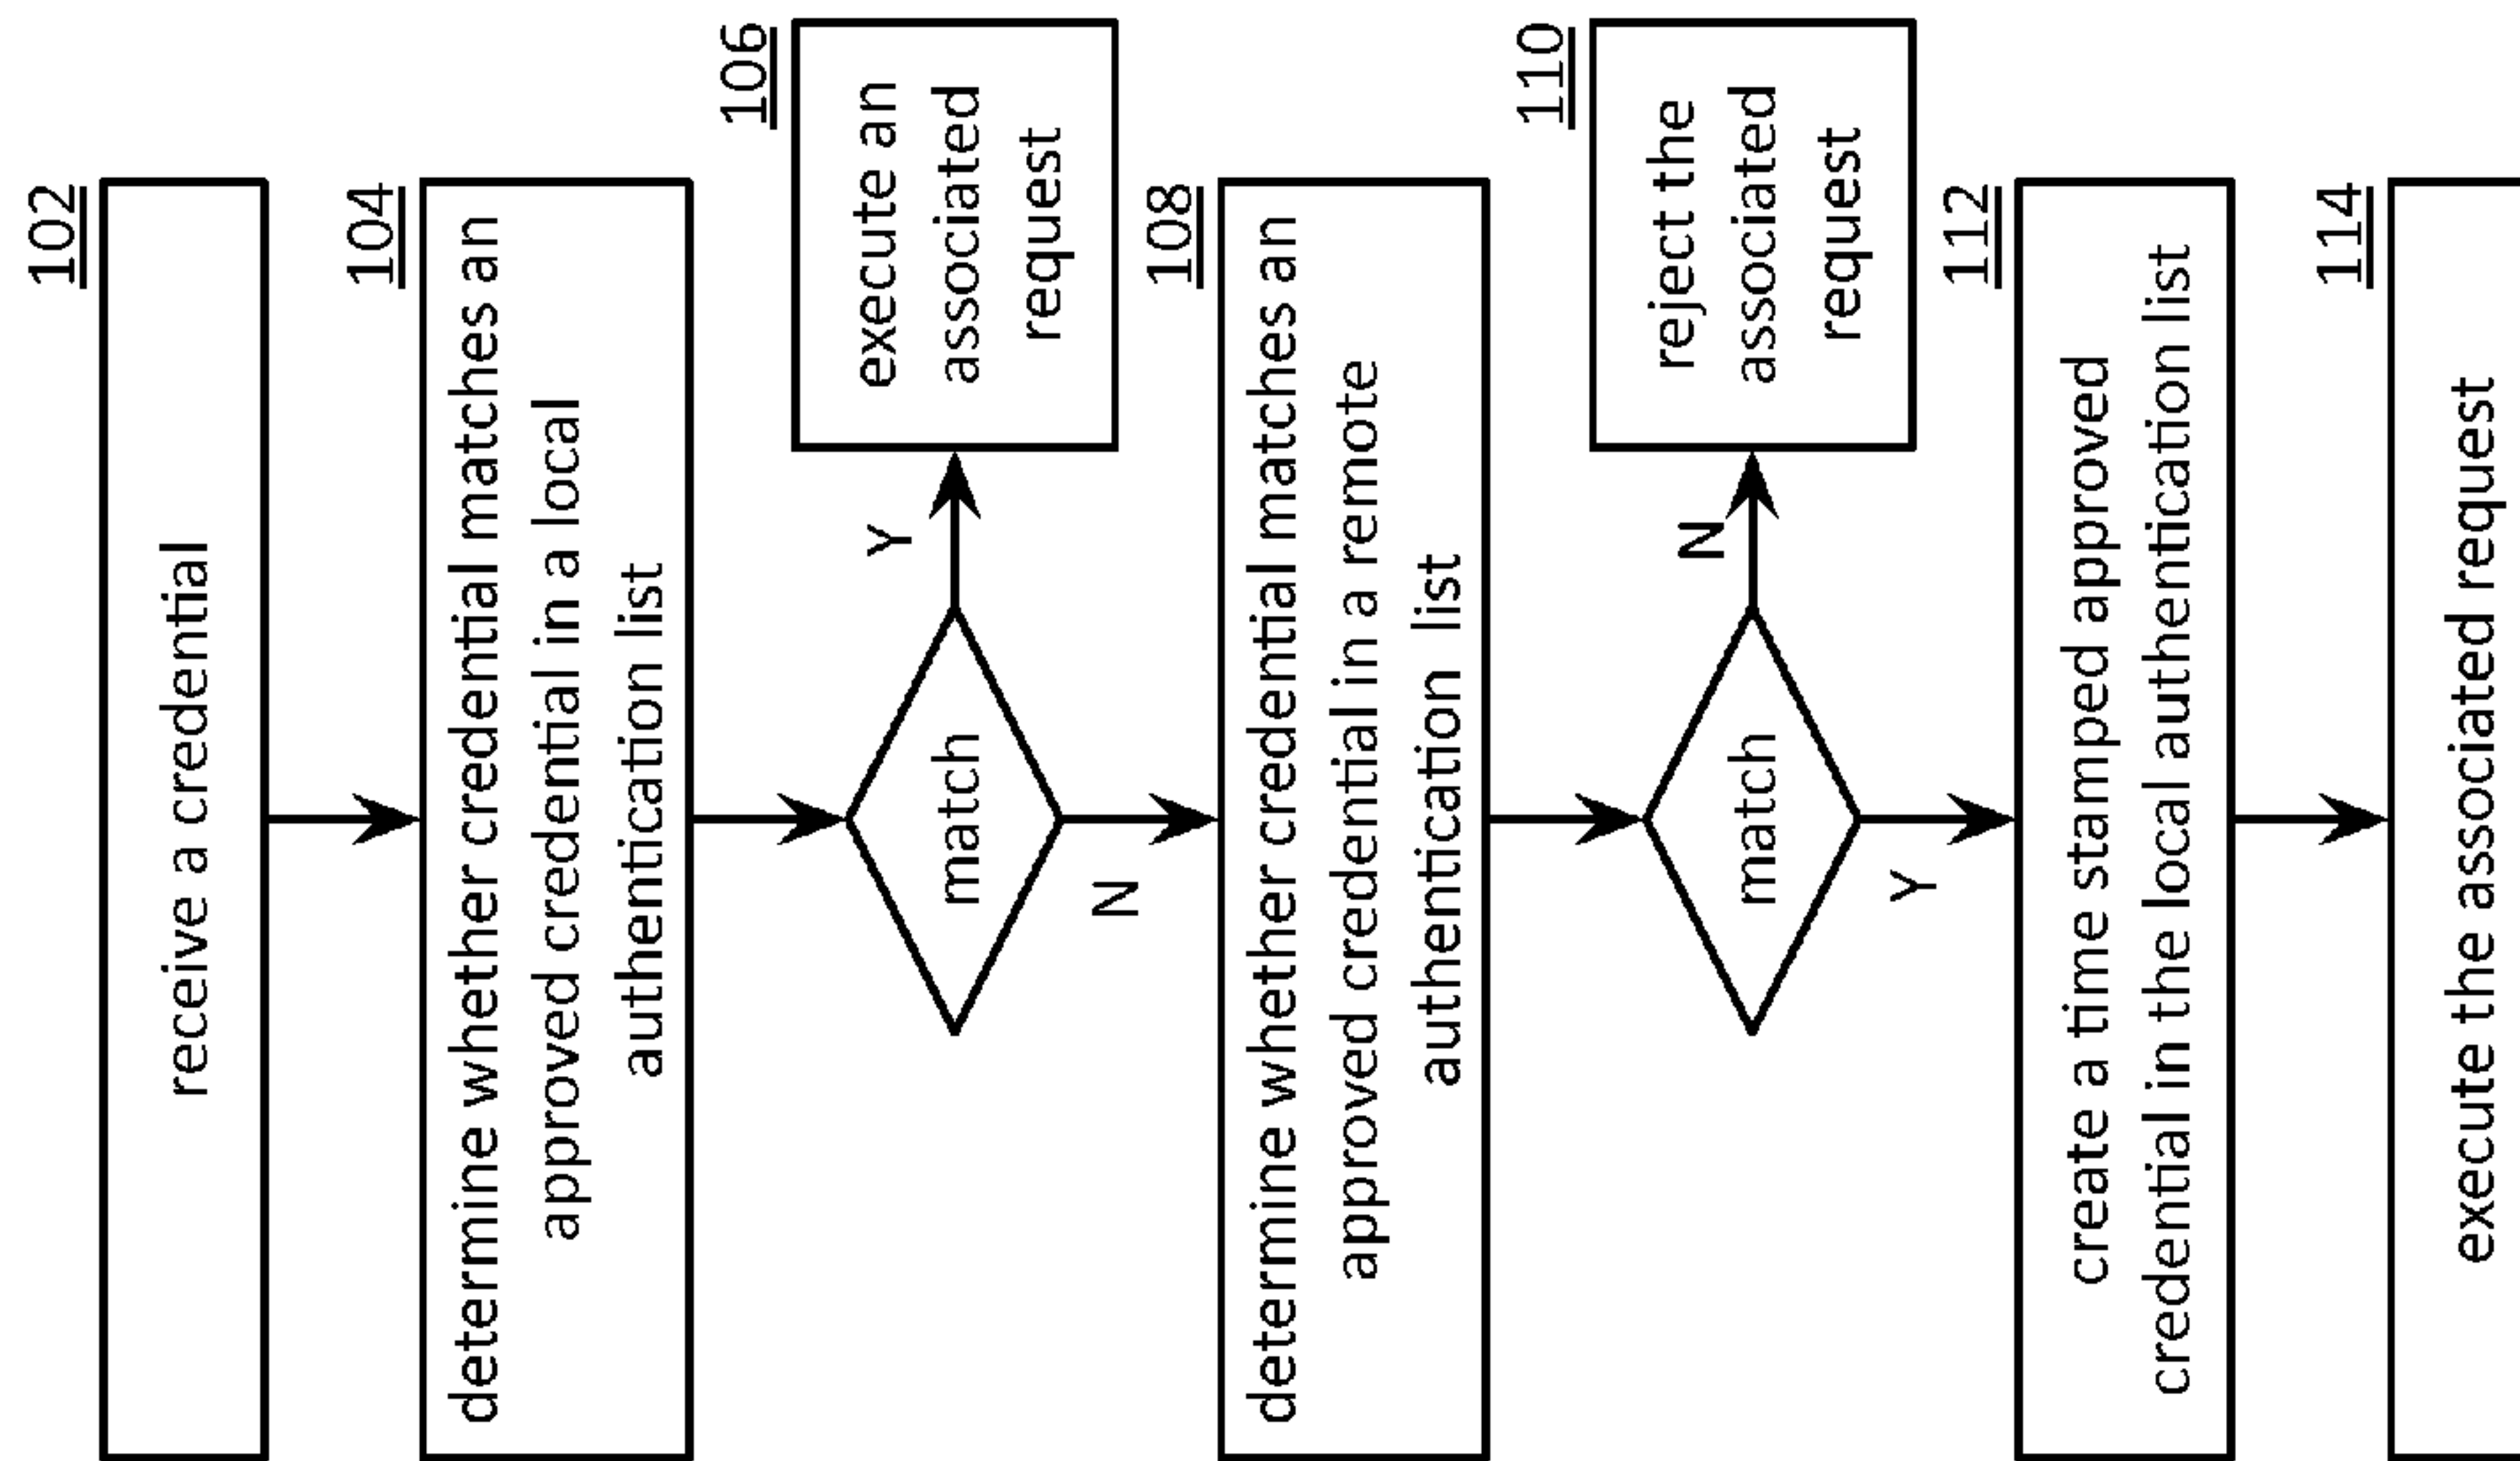 102
receive a credential
104
determine whether credential matches an
approved credential in a local
authentication list
match
Y
106
execute an
associated
request
N
108
determine whether credential matches an
approved credential in a remote
authentication list
match
N
110
reject the
associated
request
Y
112
create a time stamped approved
credential in the local authentication list
114
execute the associated request